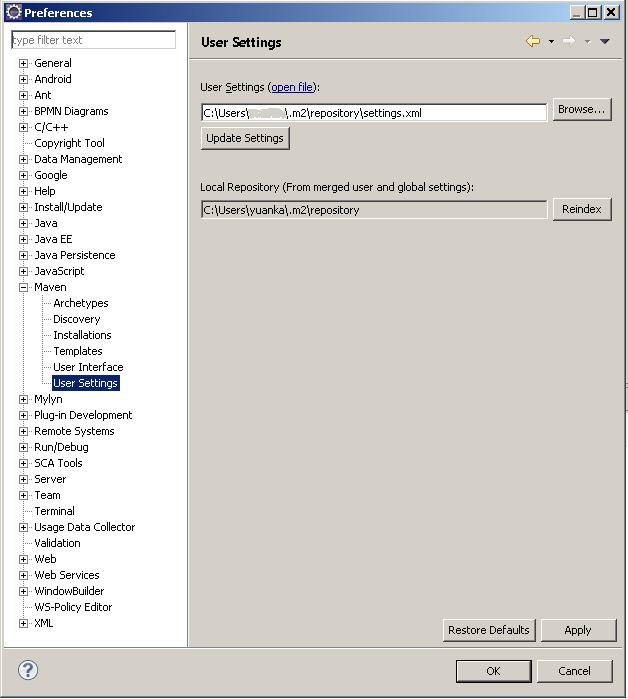 Preferences
type filter text
General
Android
Ant
BPMN Diagrams
C/C++
Copyright Tool
Data Management
Google
Help
Install/Update
Java
Java EE
Java Persistence
JavaScript
Maven
Archetypes
Discovery
Installations
Templates
User Interface
User Settings
Mylyn
Plug-in Development
Remote Systems
Run/Debug
SCA Tools
Server
Team
Terminal
Usage Data Collector
Validation
Web
Web Services
WindowBuilder
WS-Policy Editor
XML
User Settings
User Settings (open file):
C:\Users\ \.m2\repository\settings.xml
Browse...
Update Settings
Local Repository (From merged user and global settings):
C:\Users\yuanka\.m2\repository
Reindex
Restore Defaults
Apply
?
OK
Cancel